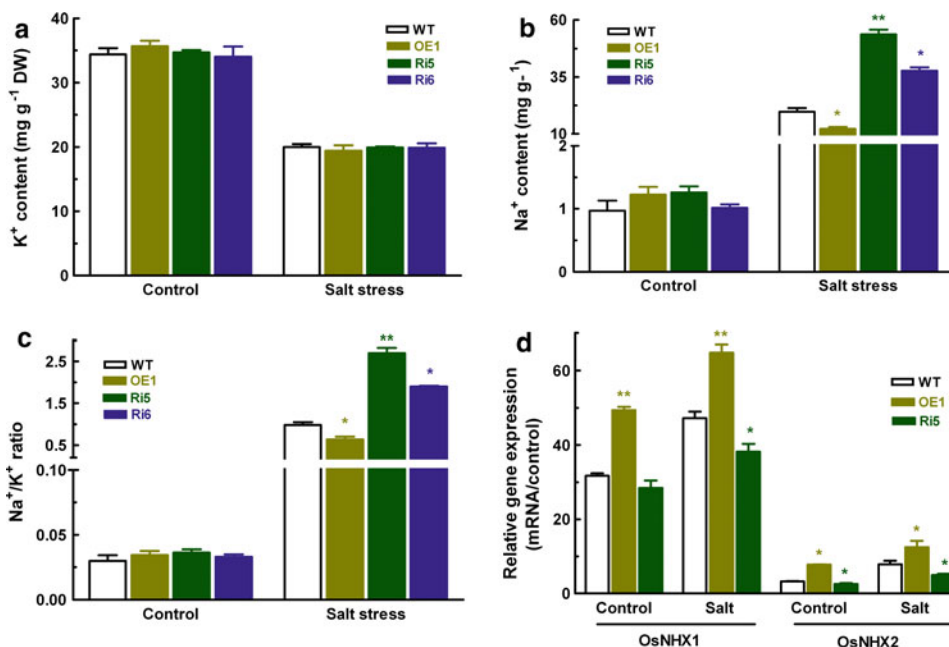 a
K⁺ content (mg g⁻¹ DW)
40
30
20
10
0
WT
OE1
Ri5
Ri6
Control
Salt stress
b
Na⁺ content (mg g⁻¹)
60
35
10
2
1
0
WT
OE1
Ri5
Ri6
*
**
*
Control
Salt stress
c
Na⁺/K⁺ ratio
2.5
1.5
0.5
0.10
0.05
0.00
WT
OE1
Ri5
Ri6
*
**
*
Control
Salt stress
d
Relative gene expression
(mRNA/control)
60
40
20
0
WT
OE1
Ri5
**
**
*
*
*
*
*
Control
Salt
Control
Salt
OsNHX1
OsNHX2